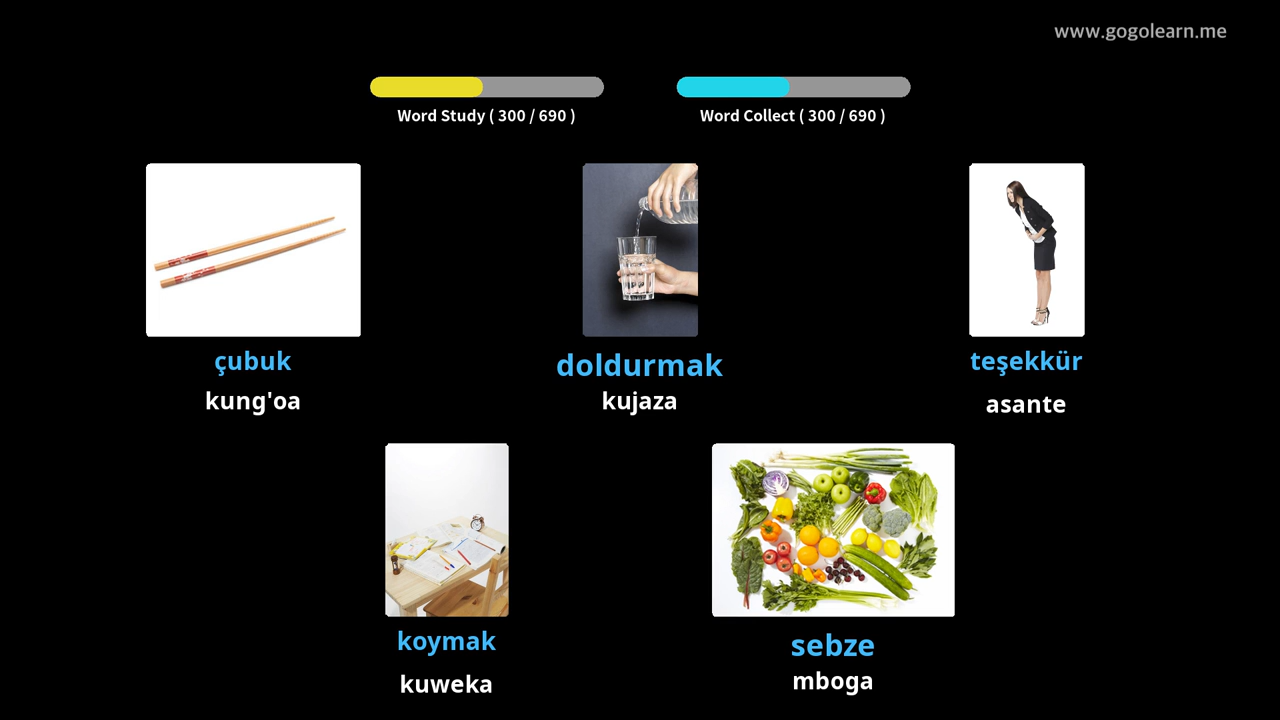 www.gogolearn.me
Word Study ( 300 / 690 )
Word Collect ( 300 / 690 )
çubuk
kung'oa
doldurmak
kujaza
teşekkür
asante
koymak
kuweka
sebze
mboga